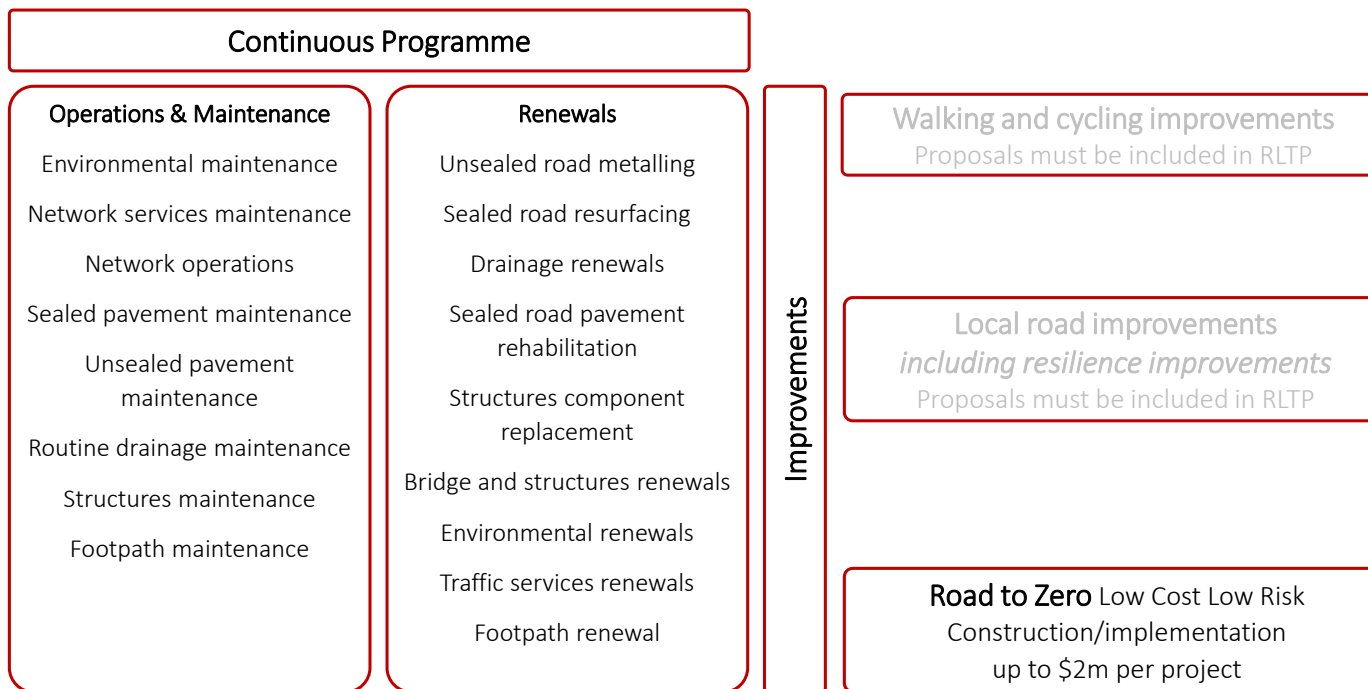 Continuous Programme
Operations & Maintenance
Environmental maintenance
Network services maintenance
Network operations
Sealed pavement maintenance
Unsealed pavement
maintenance
Routine drainage maintenance
Structures maintenance
Footpath maintenance
Renewals
Unsealed road metalling
Sealed road resurfacing
Drainage renewals
Sealed road pavement
rehabilitation
Structures component
replacement
Bridge and structures renewals
Environmental renewals
Traffic services renewals
Footpath renewal
Improvements
Walking and cycling improvements
Proposals must be included in RLTP
Local road improvements
including resilience improvements
Proposals must be included in RLTP
Road to Zero Low Cost Low Risk
Construction/implementation
up to $2m per project